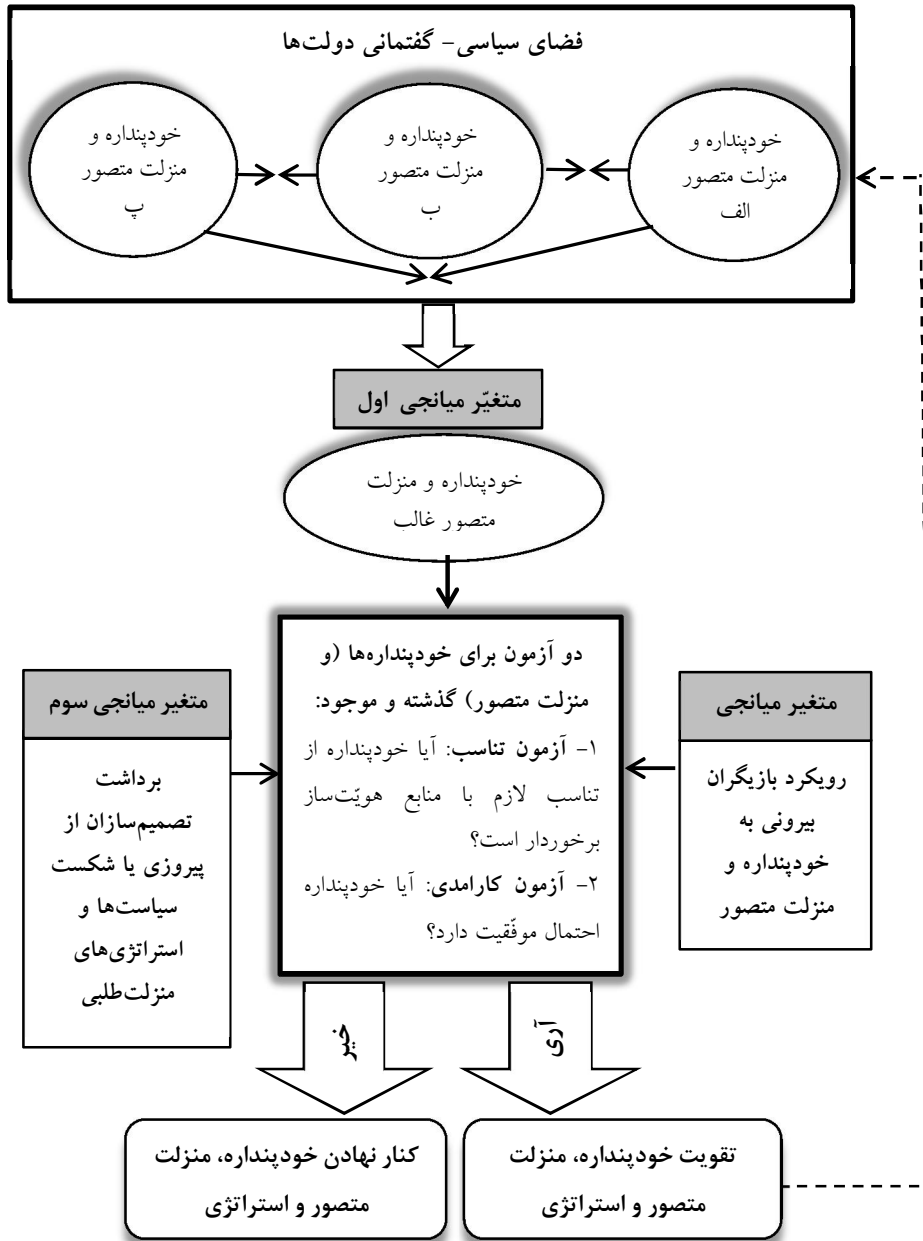 فضای سیاسی- گفتمانی دولت‌ها
خودپنداره و
منزلت متصور
الف
خودپنداره و
منزلت متصور
ب
خودپنداره و
منزلت متصور
پ
متغیّر میانجی اول
خودپنداره و منزلت
متصور غالب
دو آزمون برای خودپنداره‌ها (و
منزلت متصور) گذشته و موجود:
۱- آزمون تناسب: آیا خودپنداره از
تناسب لازم با منابع هویّت‌ساز
برخوردار است؟
۲- آزمون کارامدی: آیا خودپنداره
احتمال موفّقیت دارد؟
متغیر میانجی
رویکرد بازیگران
بیرونی به
خودپنداره و
منزلت متصور
متغیر میانجی سوم
برداشت
تصمیم‌سازان از
پیروزی یا شکست
سیاست‌ها و
استراتژی‌های
منزلت‌طلبی
آری
خیر
تقویت خودپنداره، منزلت
متصور و استراتژی
کنار نهادن خودپنداره، منزلت
متصور و استراتژی